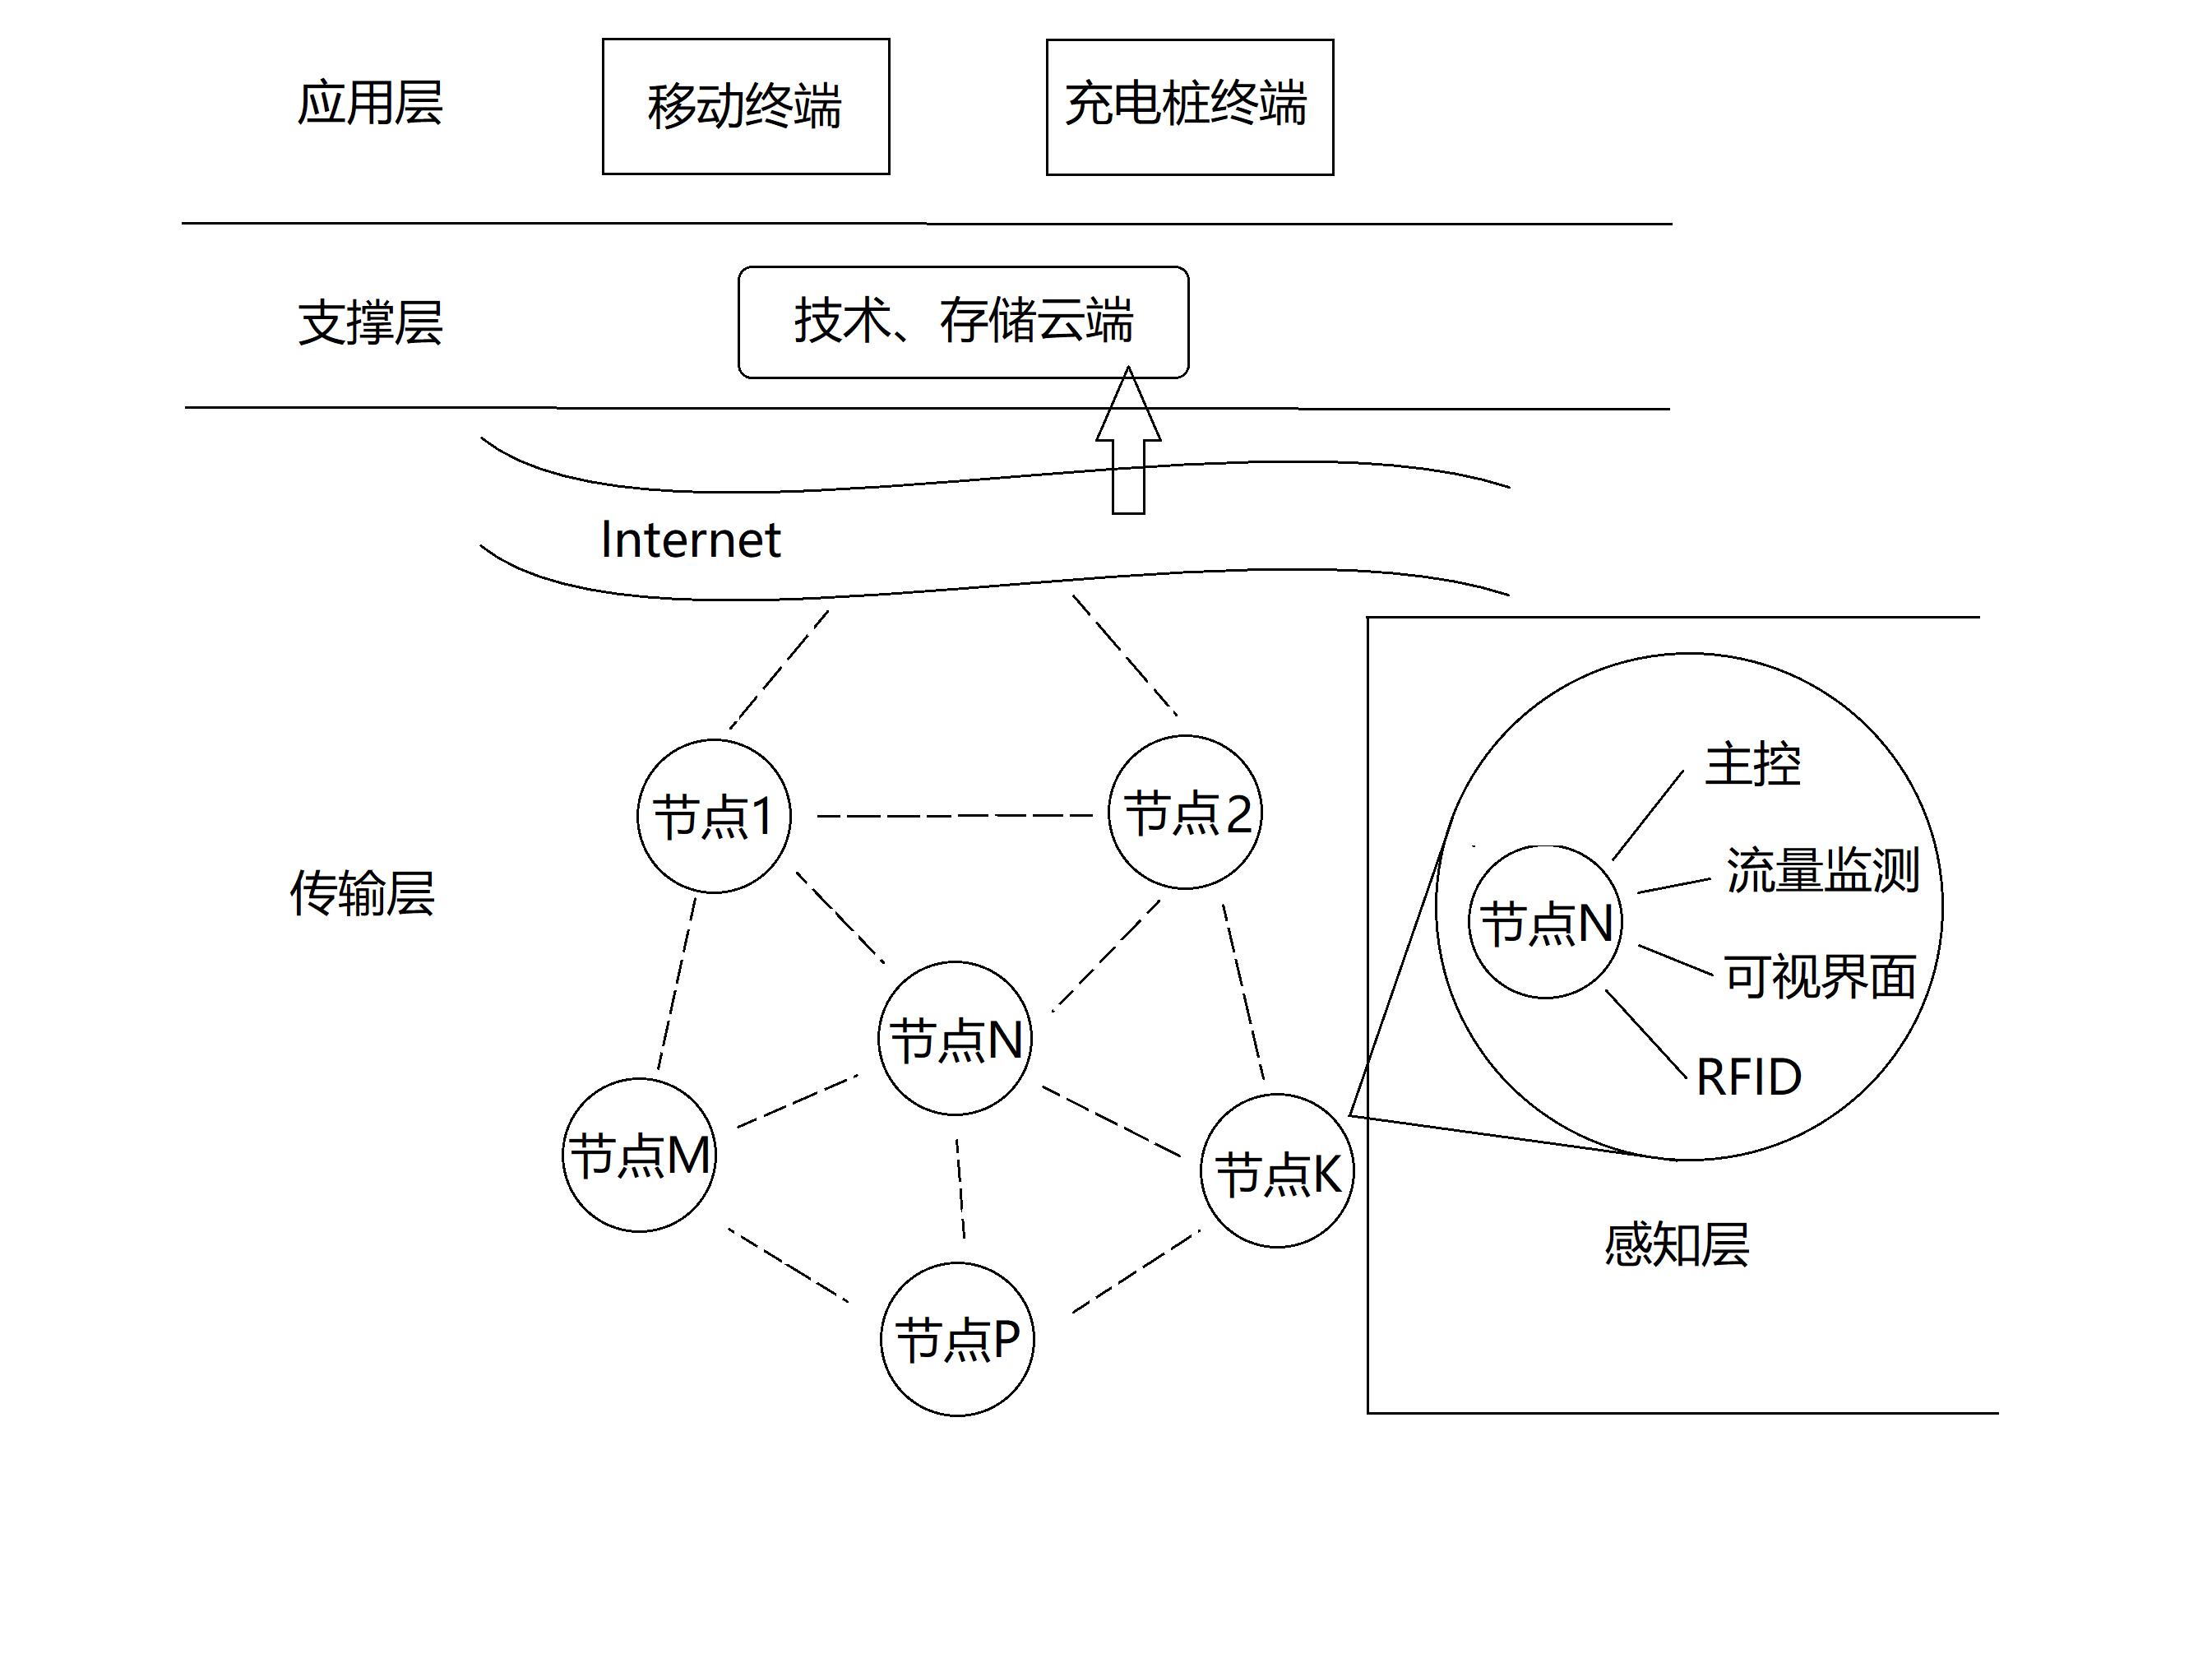 应用层
移动终端
充电桩终端
支撑层
技术、存储云端
Internet
传输层
节点1
节点2
节点N
节点M
节点K
节点P
节点N
主控
流量监测
可视界面
RFID
感知层